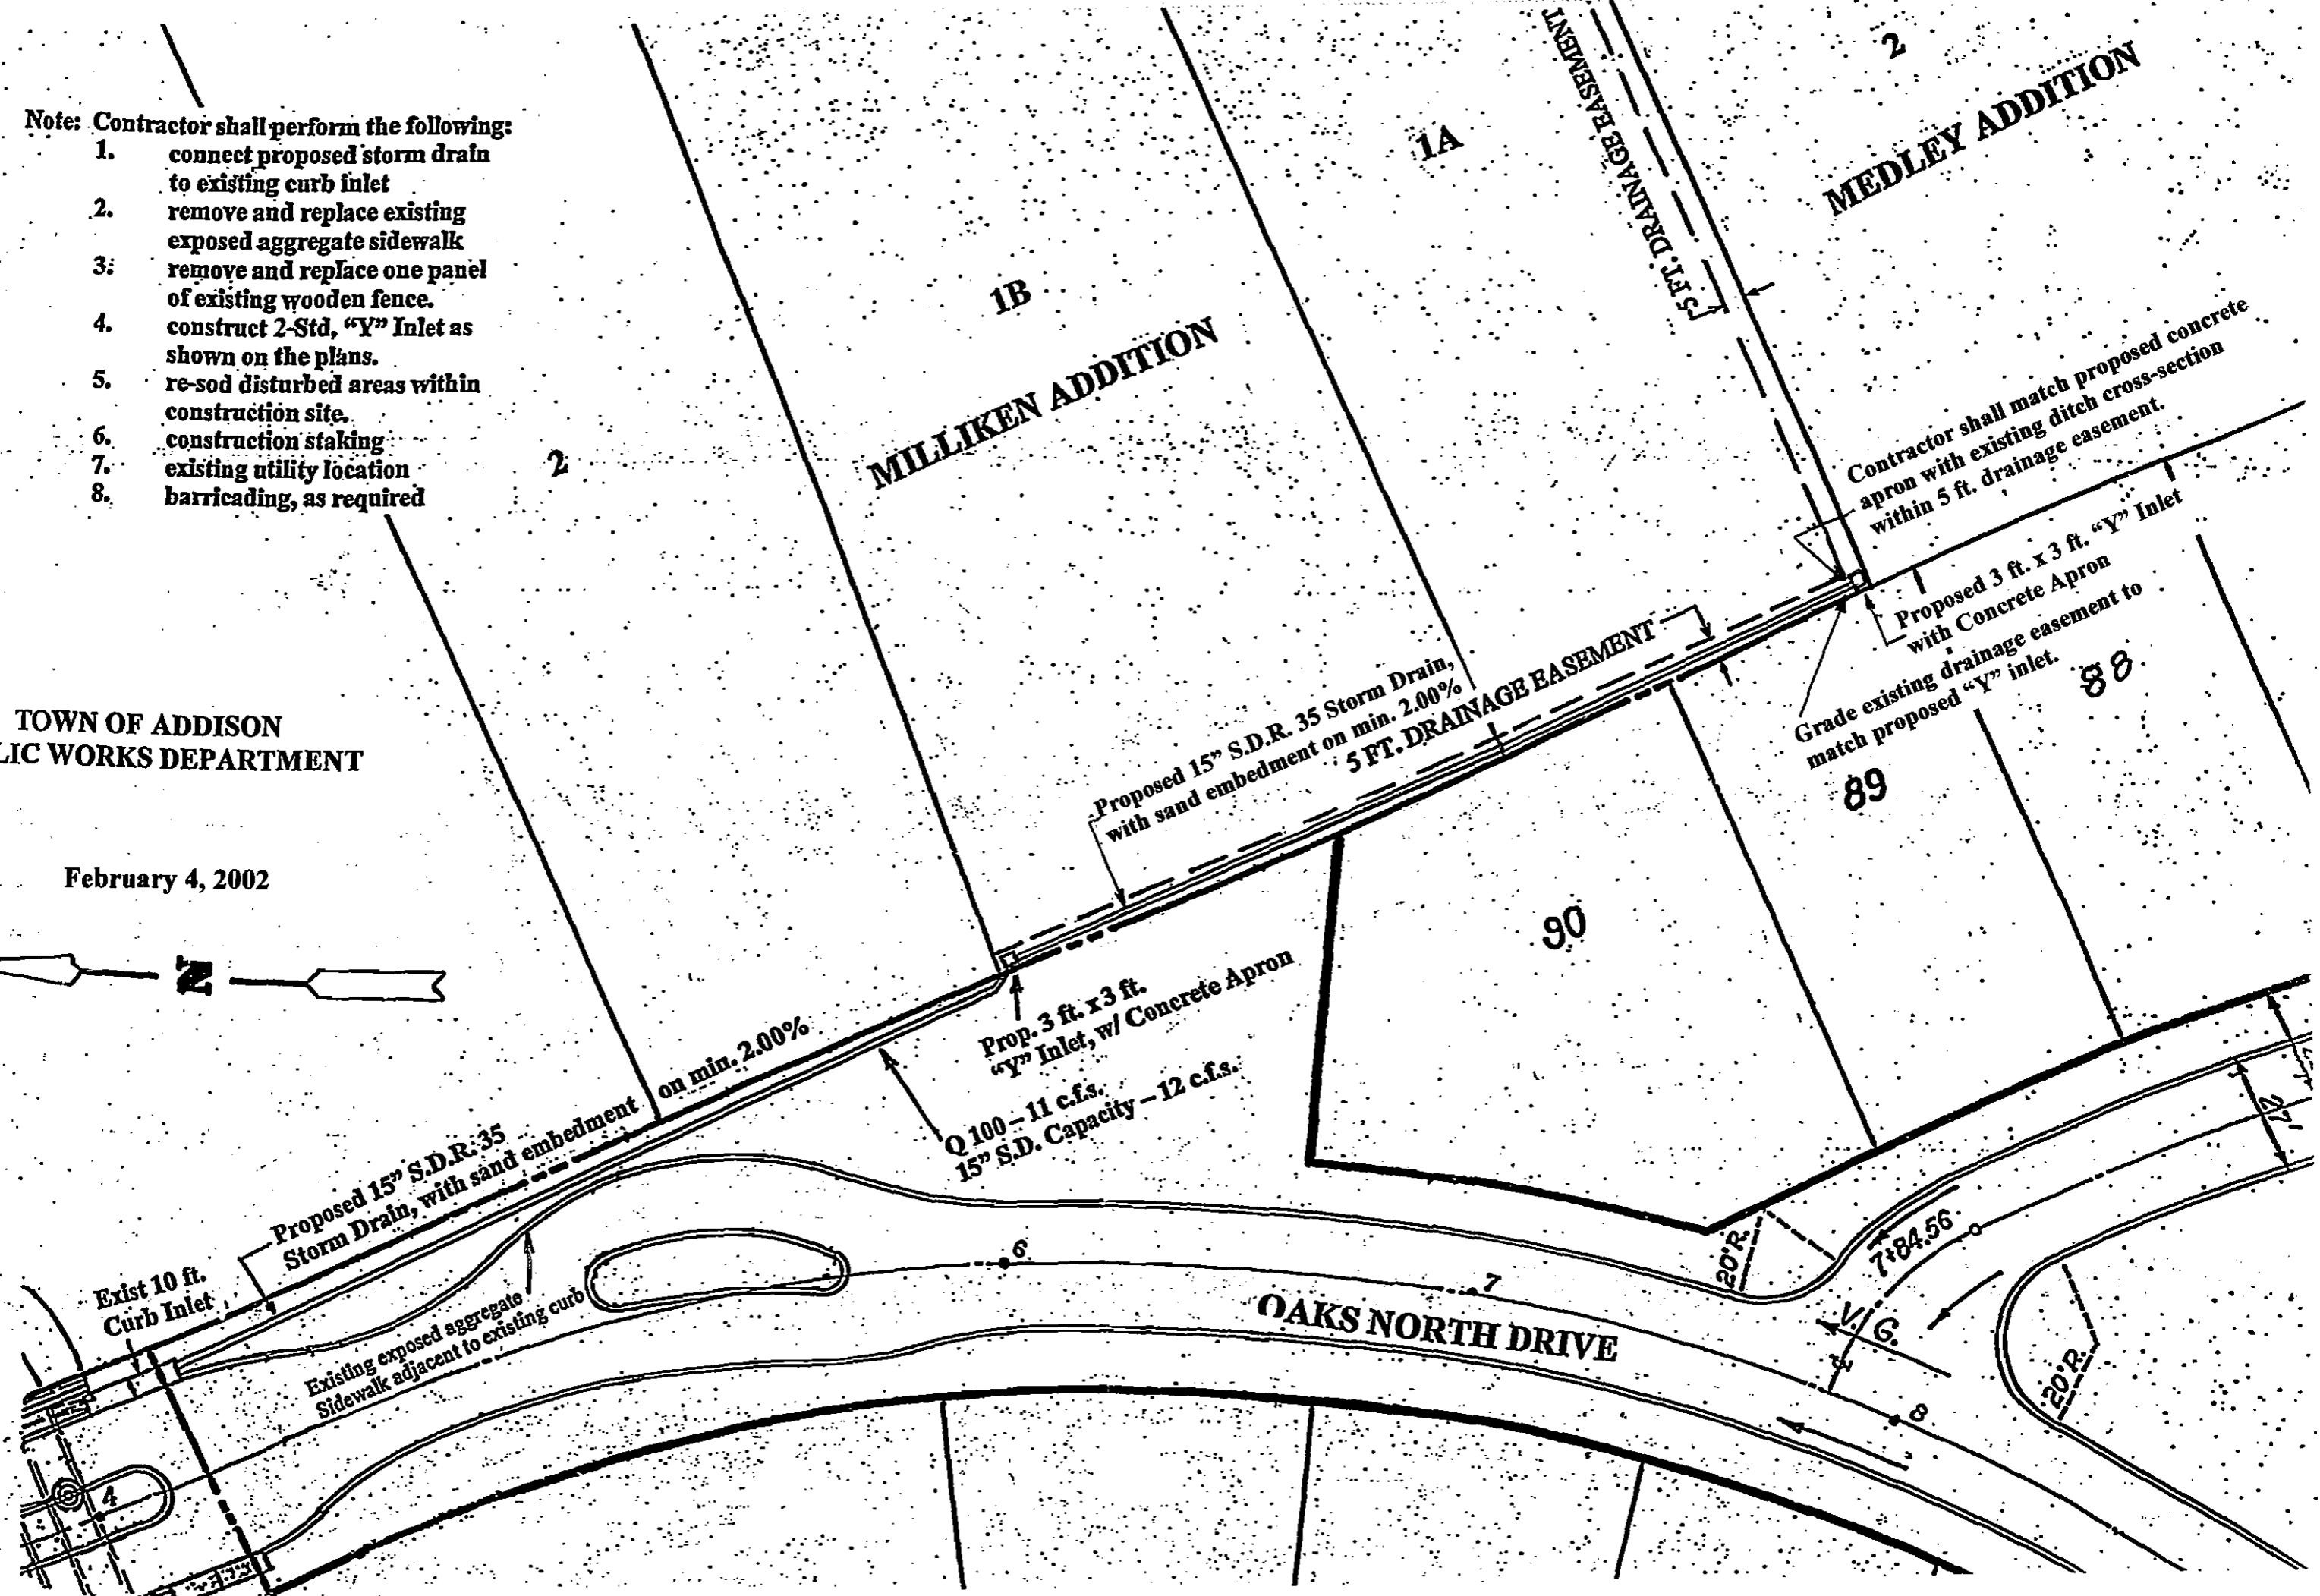 Note: Contractor shall perform the following:
1. connect proposed storm drain
to existing curb inlet
2. remove and replace existing
exposed aggregate sidewalk
3. remove and replace one panel
of existing wooden fence.
4. construct 2-Std, “Y” Inlet as
shown on the plans.
5. re-sod disturbed areas within
construction site.
6. construction staking
7. existing utility location
8. barricading, as required
TOWN OF ADDISON
LIC WORKS DEPARTMENT
February 4, 2002
N
2
1B
MILLIKEN ADDITION
1A
5 FT. DRAINAGE EASEMENT
2
MEDLEY ADDITION
Contractor shall match proposed concrete
apron with existing ditch cross-section
within 5 ft. drainage easement.
Proposed 3 ft. x 3 ft. “Y” Inlet
with Concrete Apron
Grade existing drainage easement to
match proposed “Y” inlet.
88
89
90
Proposed 15” S.D.R. 35 Storm Drain,
with sand embedment on min. 2.00%
5 FT. DRAINAGE EASEMENT
Prop. 3 ft. x 3 ft.
“Y” Inlet, w/ Concrete Apron
Q 100 – 11 c.f.s.
15” S.D. Capacity – 12 c.f.s.
Proposed 15” S.D.R. 35
Storm Drain, with sand embedment on min. 2.00%
Exist 10 ft.
Curb Inlet
Existing exposed aggregate
Sidewalk adjacent to existing curb
4
6
7
8
OAKS NORTH DRIVE
20'R.
7+84.56
V. G.
20'R.
27'